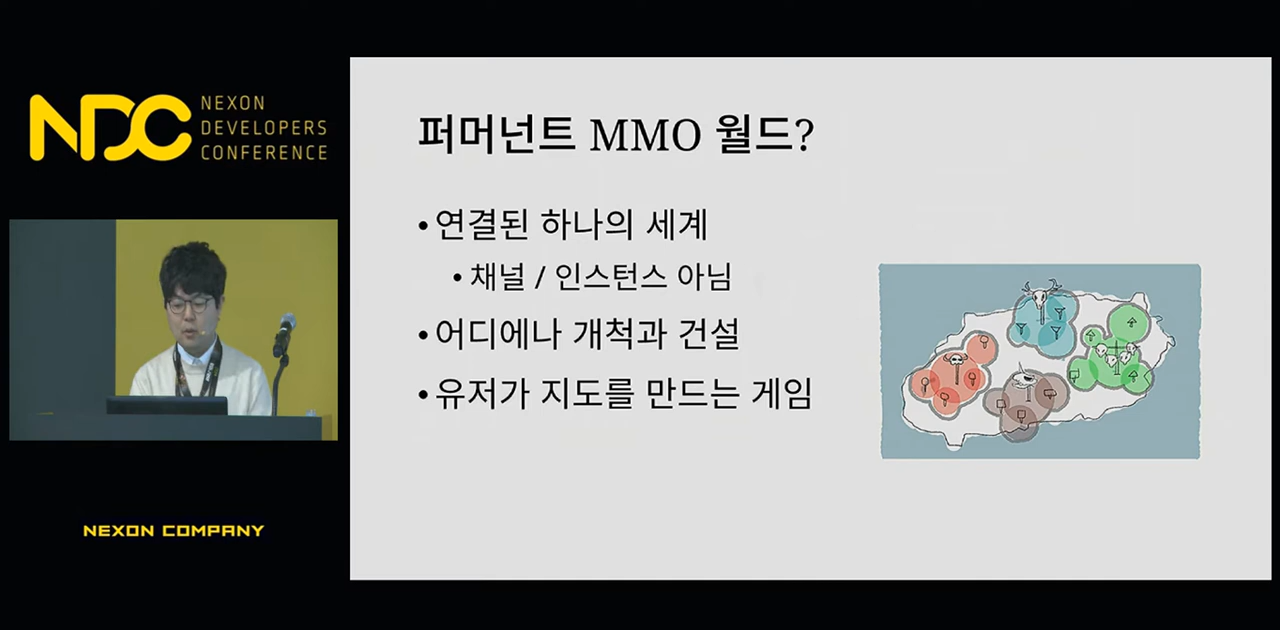 NDC
NEXON
DEVELOPERS
CONFERENCE
퍼머넌트 MMO 월드?
•연결된 하나의 세계
•채널 / 인스턴스 아님
•어디에나 개척과 건설
•유저가 지도를 만드는 게임
NEXON COMPANY